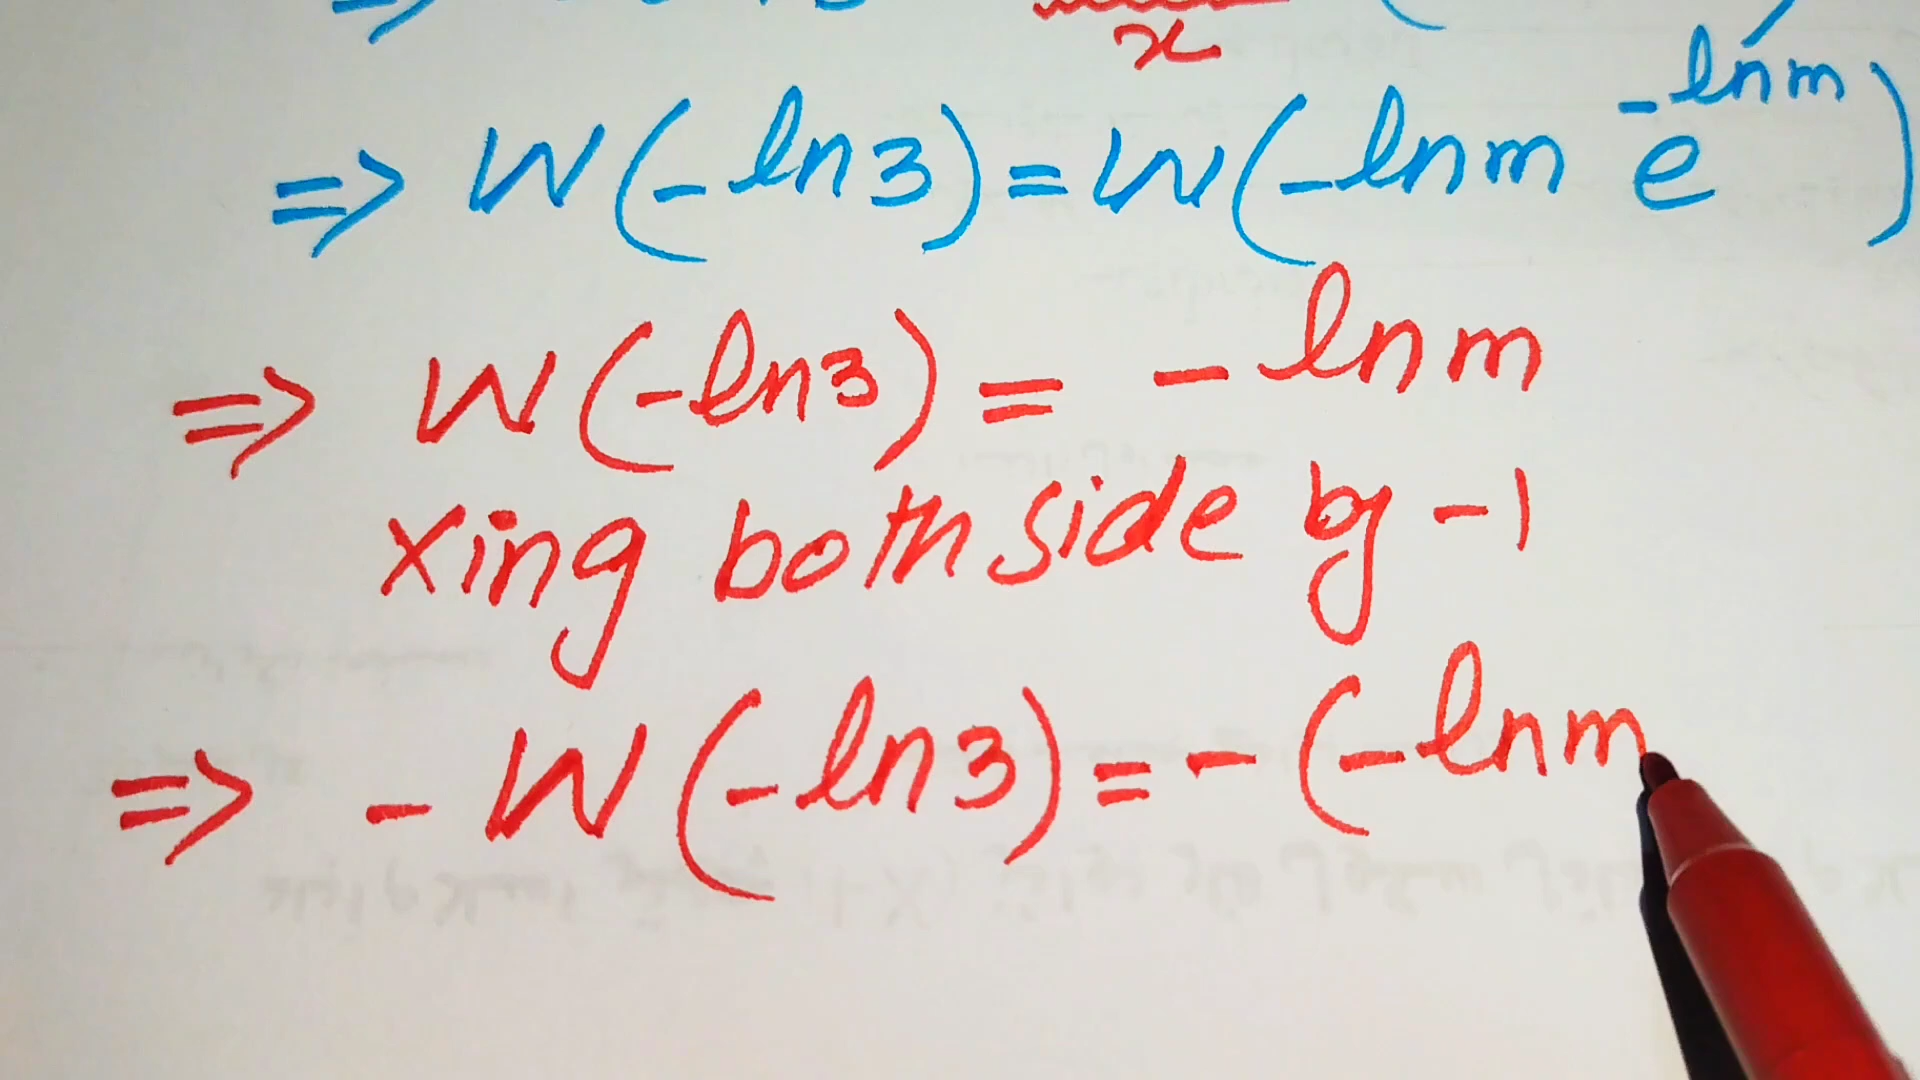 x
⇒ W(-ln3) = W(-lnm e^-lnm)
⇒ W(-ln3) = -lnm
xing both side by -1
⇒ -W(-ln3) = -(-lnm